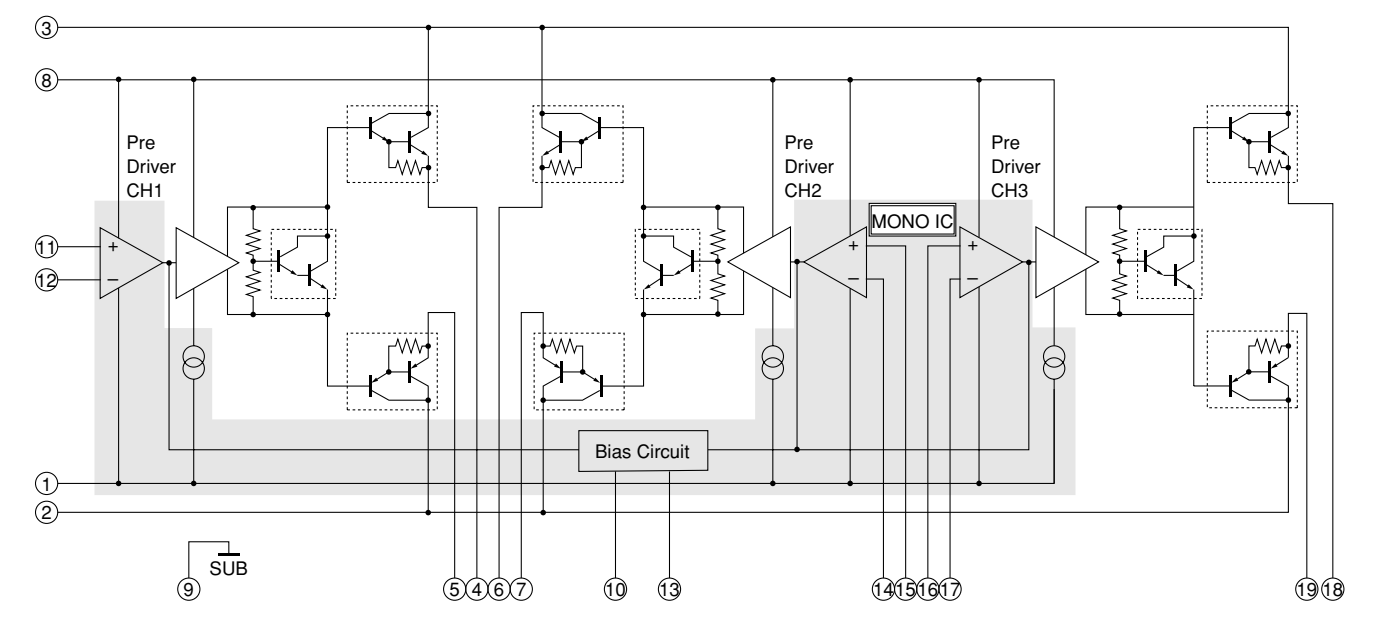 3
8
Pre
Driver
CH1
Pre
Driver
CH2
Pre
Driver
CH3
MONO IC
11
+
12
−
+
−
+
−
Bias Circuit
1
2
SUB
9
5 4 6 7 10 13 14 15 16 17 19 18